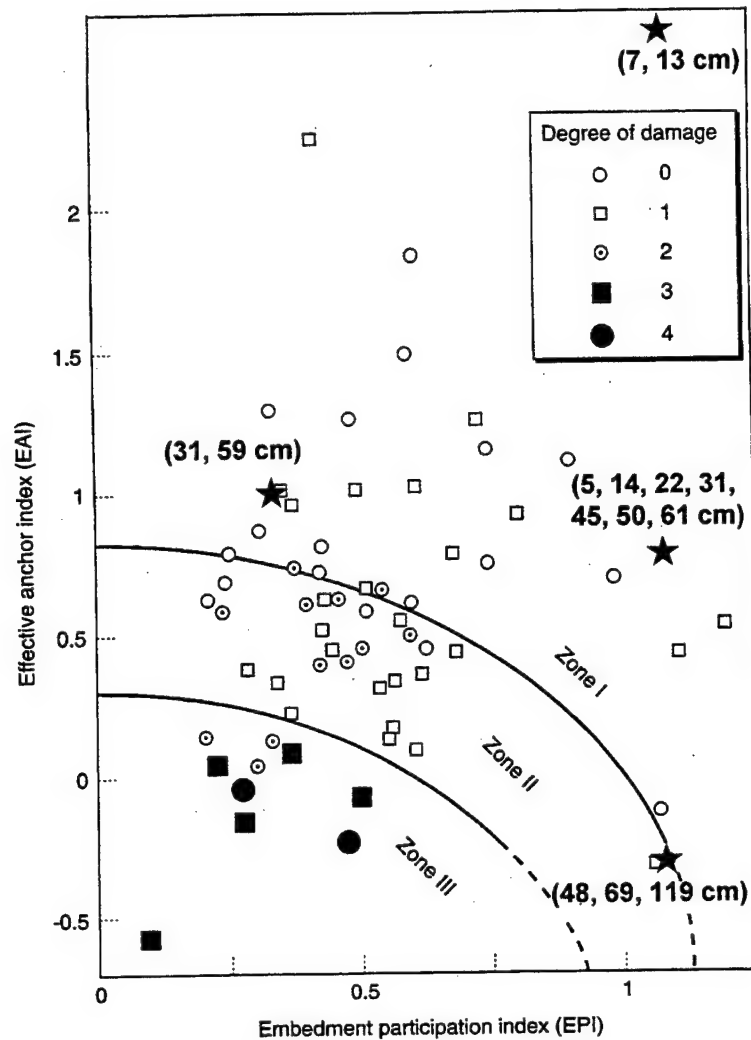 (7, 13 cm)
Degree of damage
0
1
2
3
4
2
1.5
(31, 59 cm)
1
(5, 14, 22, 31,
45, 50, 61 cm)
0.5
Zone I
Zone II
0
Zone III
(48, 69, 119 cm)
-0.5
0
0.5
1
Effective anchor index (EAI)
Embedment participation index (EPI)